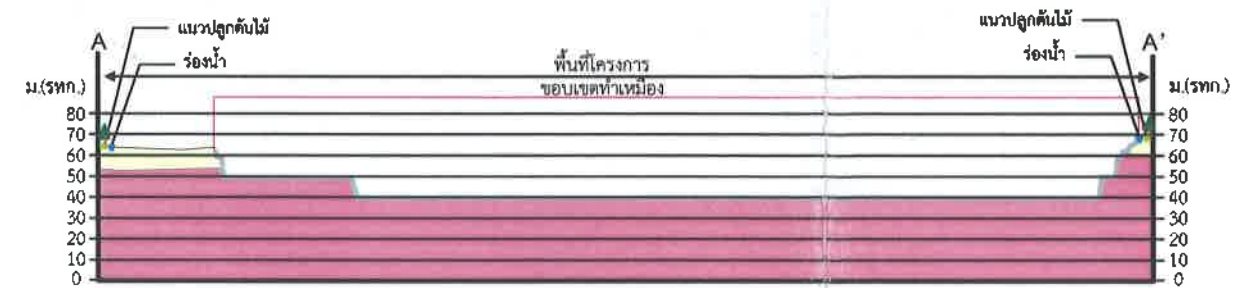 แนวปลูกต้นไม้
แนวปลูกต้นไม้
A
A'
ร่องน้ำ
ร่องน้ำ
พื้นที่โครงการ
ม.(รทก.)
ขอบเขตทำเหมือง
ม.(รทก.)
80
80
70
70
60
60
50
50
40
40
30
30
20
20
10
10
0
0